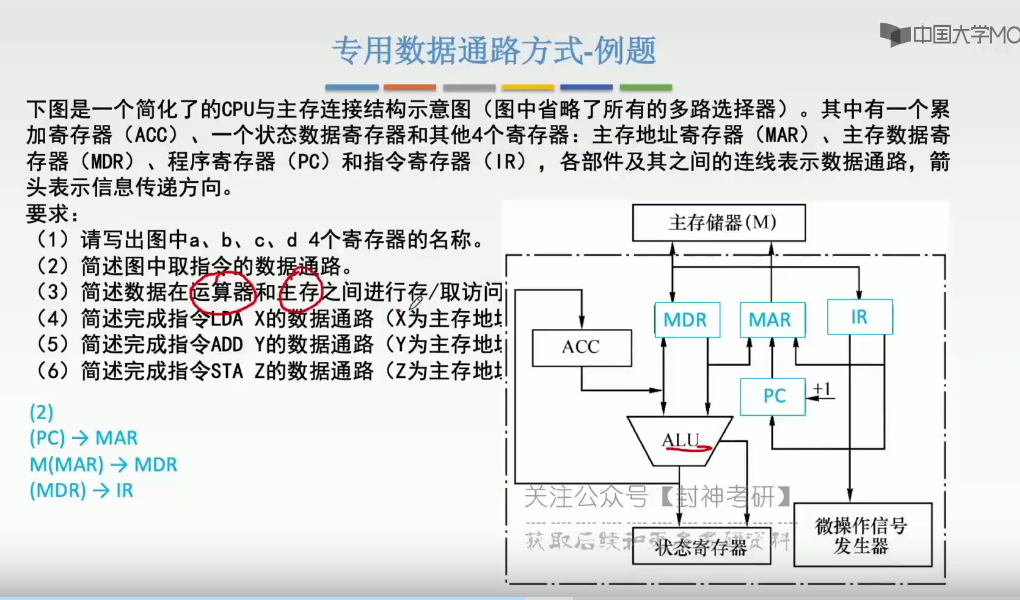 中国大学MO
专用数据通路方式-例题
下图是一个简化了的CPU与主存连接结构示意图（图中省略了所有的多路选择器）。其中有一个累
加寄存器（ACC）、一个状态数据寄存器和其他4个寄存器：主存地址寄存器（MAR）、主存数据寄
存器（MDR）、程序寄存器（PC）和指令寄存器（IR），各部件及其之间的连线表示数据通路，箭
头表示信息传递方向。
要求：
（1）请写出图中a、b、c、d 4个寄存器的名称。
（2）简述图中取指令的数据通路。
（3）简述数据在运算器和主存之间进行存/取访问
（4）简述完成指令LDA X的数据通路（X为主存地址
（5）简述完成指令ADD Y的数据通路（Y为主存地址
（6）简述完成指令STA Z的数据通路（Z为主存地址
(2)
(PC) → MAR
M(MAR) → MDR
(MDR) → IR
主存储器(M)
MDR
MAR
IR
ACC
PC
+1
ALU
关注公众号【封神考研】
获取后续和更多考研资料
状态寄存器
微操作信号
发生器